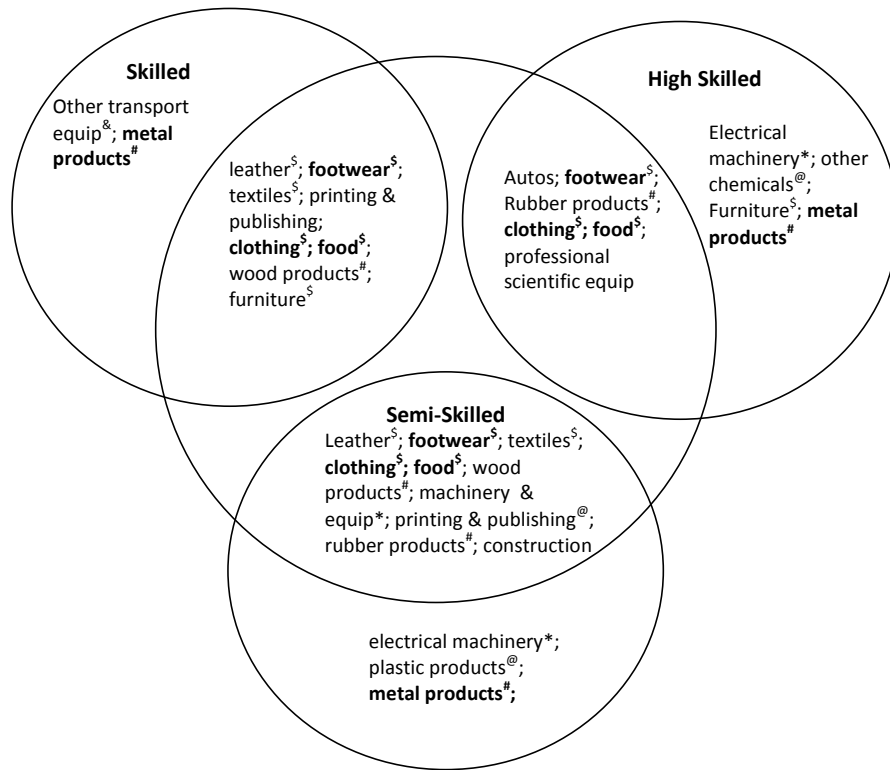 Skilled
Other transport
equip&; metal
products#
leather$; footwear$;
textiles$; printing &
publishing;
clothing$; food$;
wood products#;
furniture$
High Skilled
Electrical
machinery*; other
chemicals@;
Furniture$; metal
products#
Autos; footwear$;
Rubber products#;
clothing$; food$;
professional
scientific equip
Semi-Skilled
Leather$; footwear$; textiles$;
clothing$; food$; wood
products#; machinery &
equip*; printing & publishing@;
rubber products#; construction
electrical machinery*;
plastic products@;
metal products#;